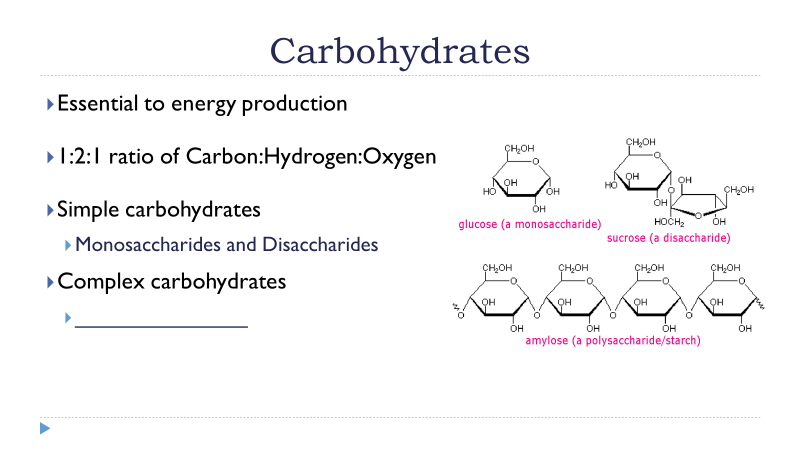 Carbohydrates
Essential to energy production
1:2:1 ratio of Carbon:Hydrogen:Oxygen
Simple carbohydrates
Monosaccharides and Disaccharides
Complex carbohydrates
________________
CH₂OH
O
HO
OH
OH
OH
glucose (a monosaccharide)
CH₂OH
O
HO
OH
OH
O
OH
CH₂OH
HOCH₂
O
OH
sucrose (a disaccharide)
CH₂OH CH₂OH CH₂OH CH₂OH
O O O O
OH OH OH OH
O O O O
OH OH OH OH
amylose (a polysaccharide/starch)